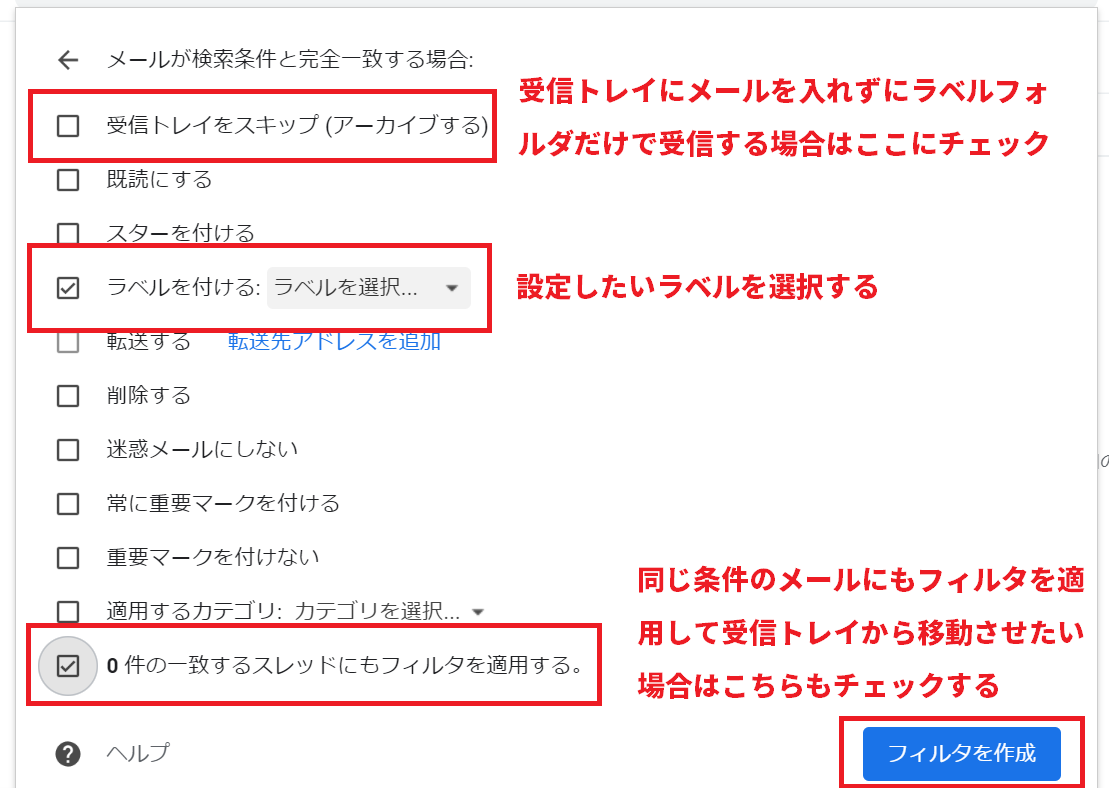 メールが検索条件と完全一致する場合:
受信トレイをスキップ (アーカイブする)
受信トレイにメールを入れずにラベルフォ
ルダだけで受信する場合はここにチェック
既読にする
スターを付ける
ラベルを付ける: ラベルを選択...
設定したいラベルを選択する
転送する 転送先アドレスを追加
削除する
迷惑メールにしない
常に重要マークを付ける
重要マークを付けない
適用するカテゴリ: カテゴリを選択...
0 件の一致するスレッドにもフィルタを適用する。
同じ条件のメールにもフィルタを適
用して受信トレイから移動させたい
場合はこちらもチェックする
ヘルプ
フィルタを作成